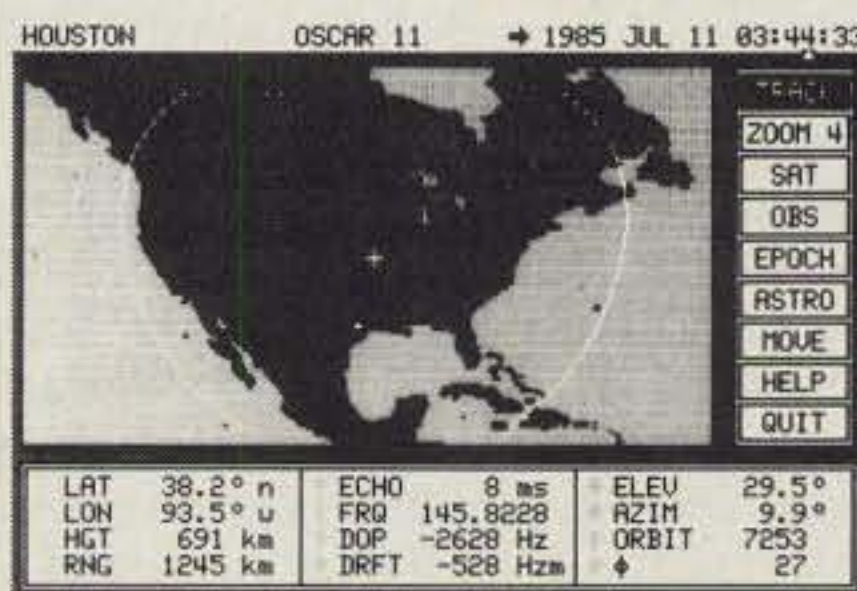 HOUSTON OSCAR 11 → 1985 JUL 11 03:44:33
TRACK
ZOOM 4
SAT
OBS
EPOCH
ASTRO
MOVE
HELP
QUIT
LAT 38.2° n
LON 93.5° w
HGT 691 km
RNG 1245 km
ECHO 8 ms
FRQ 145.8228
DOP -2628 Hz
DRFT -528 Hzm
ELEV 29.5°
AZIM 9.9°
ORBIT 7253
ϕ 27